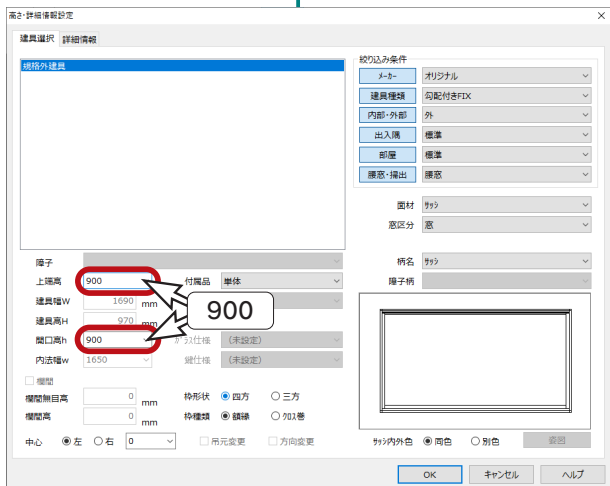 高さ・詳細情報設定
建具選択 詳細情報
規格外建具
絞り込み条件
メーカー オリジナル
建具種類 勾配付きFIX
内部・外部 外
出入隅 標準
部屋 標準
腰窓・掃出 腰窓
面材 サッシ
窓区分 窓
障子
柄名 サッシ
上端高 900 付属品 単体
障子柄
建具幅W 1690 mm
900
建具高H 970 mm
開口高h 900 ガラス仕様 (未設定)
内法幅w 1650 鍵仕様 (未設定)
欄間
欄間無目高 0 mm 枠形状 四方 三方
欄間高 0 mm 枠種類 額縁 クロス巻
中心 左 右 0 吊元変更 方向変更 サッシ内外色 同色 別色 姿図
OK キャンセル ヘルプ